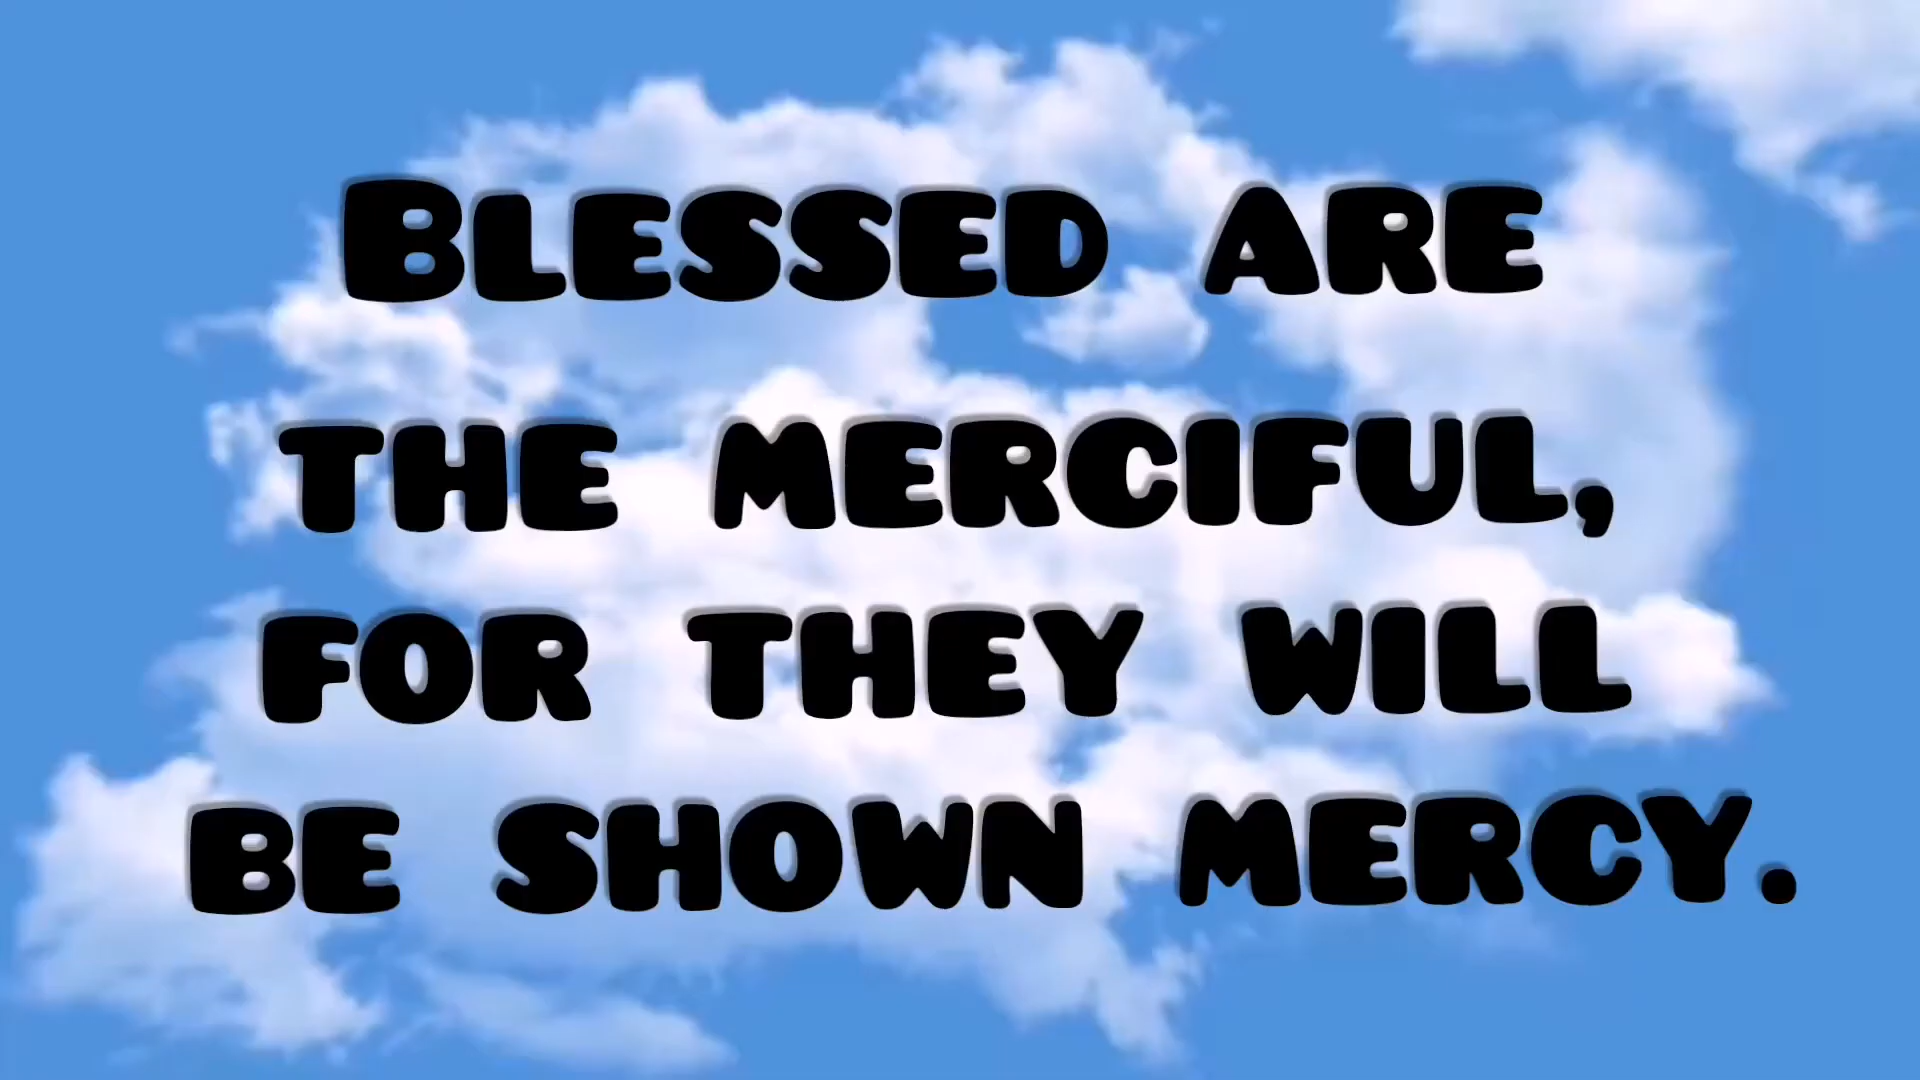 Blessed are
the merciful,
for they will
be shown mercy.